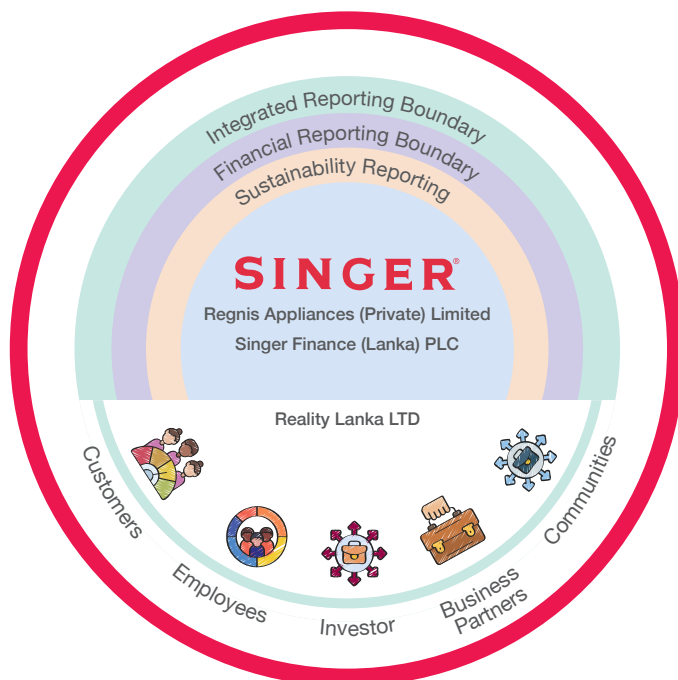 Integrated Reporting Boundary
Financial Reporting Boundary
Sustainability Reporting
SINGER®
Regnis Appliances (Private) Limited
Singer Finance (Lanka) PLC
Reality Lanka LTD
Customers
Employees
Investor
Business
Partners
Communities